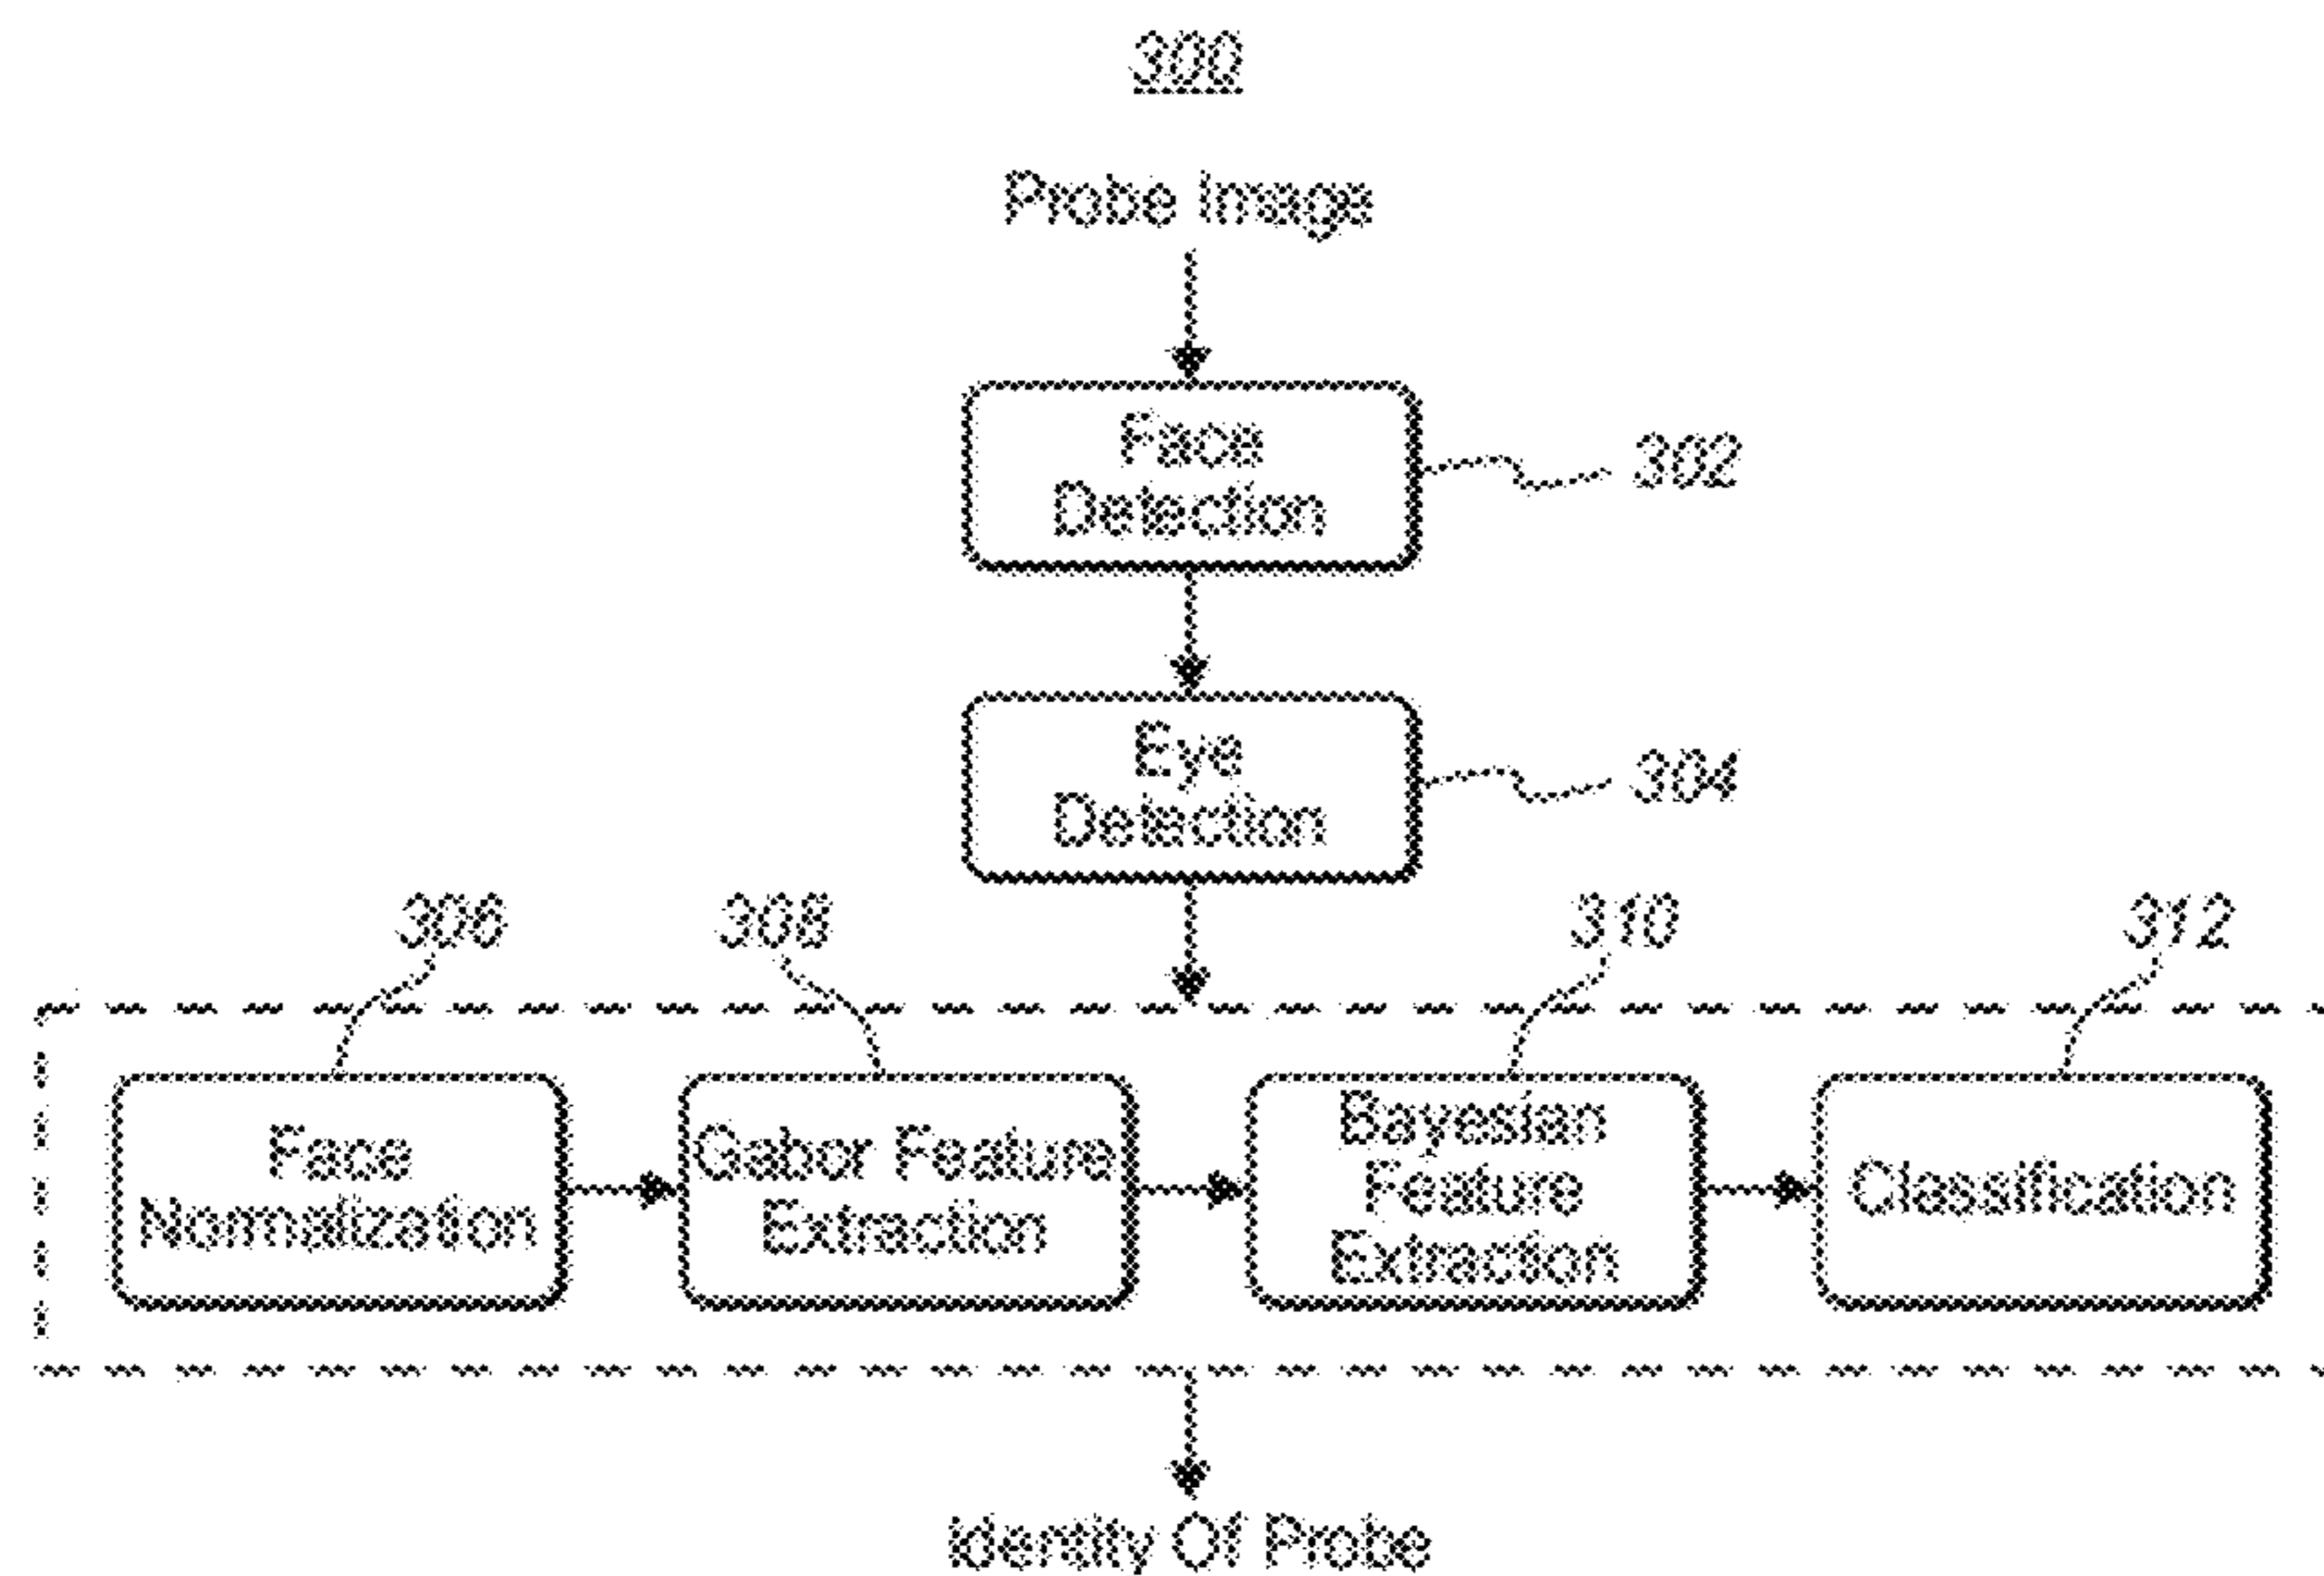 300
Probe Image
Face
Detection
302
Eye
Detection
304
306
308
310
312
Face
Normalization
Gabor Feature
Extraction
Bayesian
Feature
Extraction
Classification
Identity Of Probe